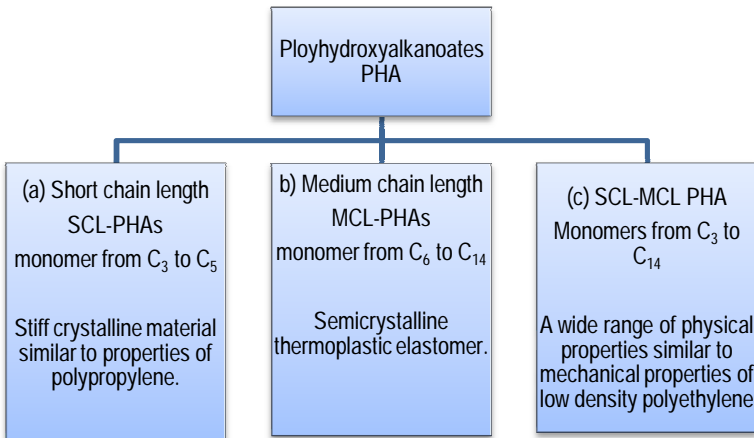 Ployhydroxyalkanoates
PHA
(a) Short chain length
SCL-PHAs
monomer from C₃ to C₅
Stiff crystalline material
similar to properties of
polypropylene.
b) Medium chain length
MCL-PHAs
monomer from C₆ to C₁₄
Semicrystalline
thermoplastic elastomer.
(c) SCL-MCL PHA
Monomers from C₃ to
C₁₄
A wide range of physical
properties similar to
mechanical properties of
low density polyethylene